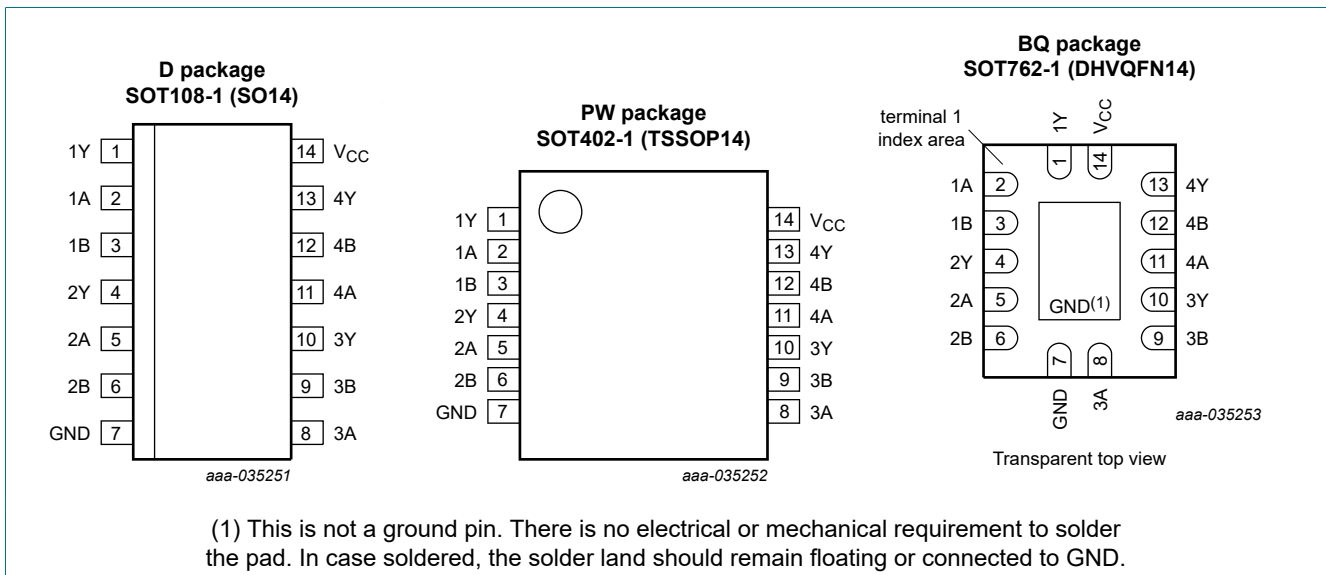 D package
SOT108-1 (SO14)
1Y 1
1A 2
1B 3
2Y 4
2A 5
2B 6
GND 7
14 VCC
13 4Y
12 4B
11 4A
10 3Y
9 3B
8 3A
aaa-035251
PW package
SOT402-1 (TSSOP14)
1Y 1
1A 2
1B 3
2Y 4
2A 5
2B 6
GND 7
14 VCC
13 4Y
12 4B
11 4A
10 3Y
9 3B
8 3A
aaa-035252
BQ package
SOT762-1 (DHVQFN14)
terminal 1
index area
1Y
VCC
1
14
1A 2
1B 3
2Y 4
2A 5
2B 6
13 4Y
12 4B
11 4A
10 3Y
9 3B
GND(1)
7
8
GND
3A
aaa-035253
Transparent top view
(1) This is not a ground pin. There is no electrical or mechanical requirement to solder
the pad. In case soldered, the solder land should remain floating or connected to GND.